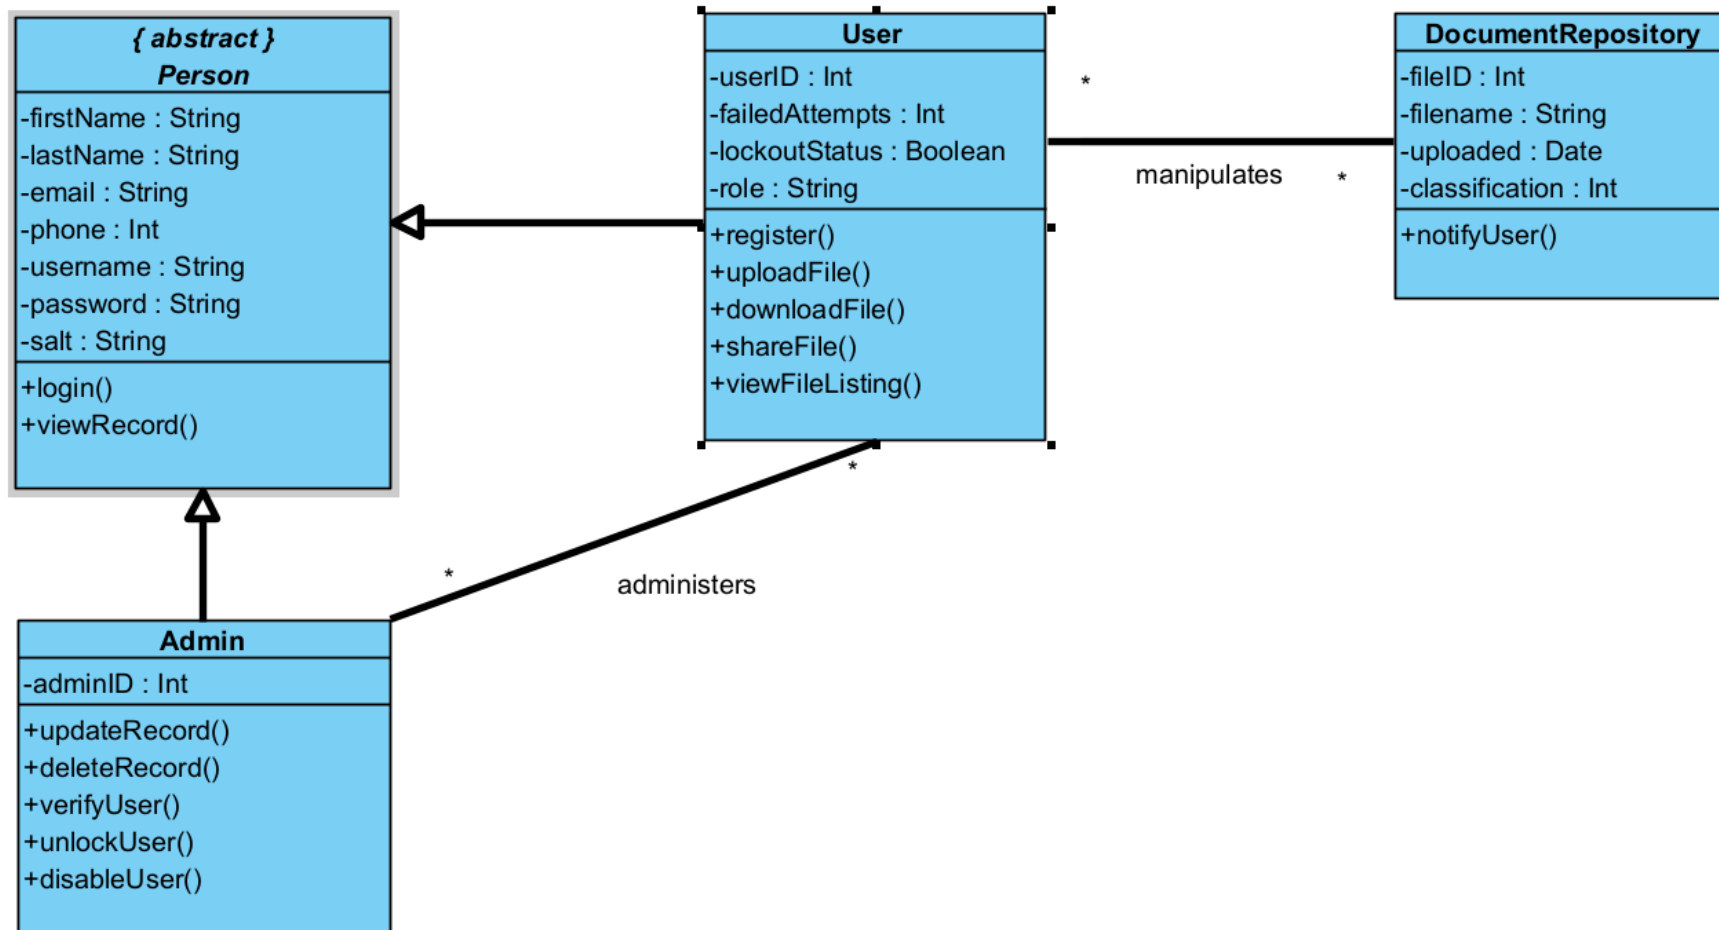 { abstract }
Person
-firstName : String
-lastName : String
-email : String
-phone : Int
-username : String
-password : String
-salt : String
+login()
+viewRecord()
User
-userID : Int
-failedAttempts : Int
-lockoutStatus : Boolean
-role : String
+register()
+uploadFile()
+downloadFile()
+shareFile()
+viewFileListing()
*
manipulates
*
DocumentRepository
-fileID : Int
-filename : String
-uploaded : Date
-classification : Int
+notifyUser()
*
*
administers
Admin
-adminID : Int
+updateRecord()
+deleteRecord()
+verifyUser()
+unlockUser()
+disableUser()